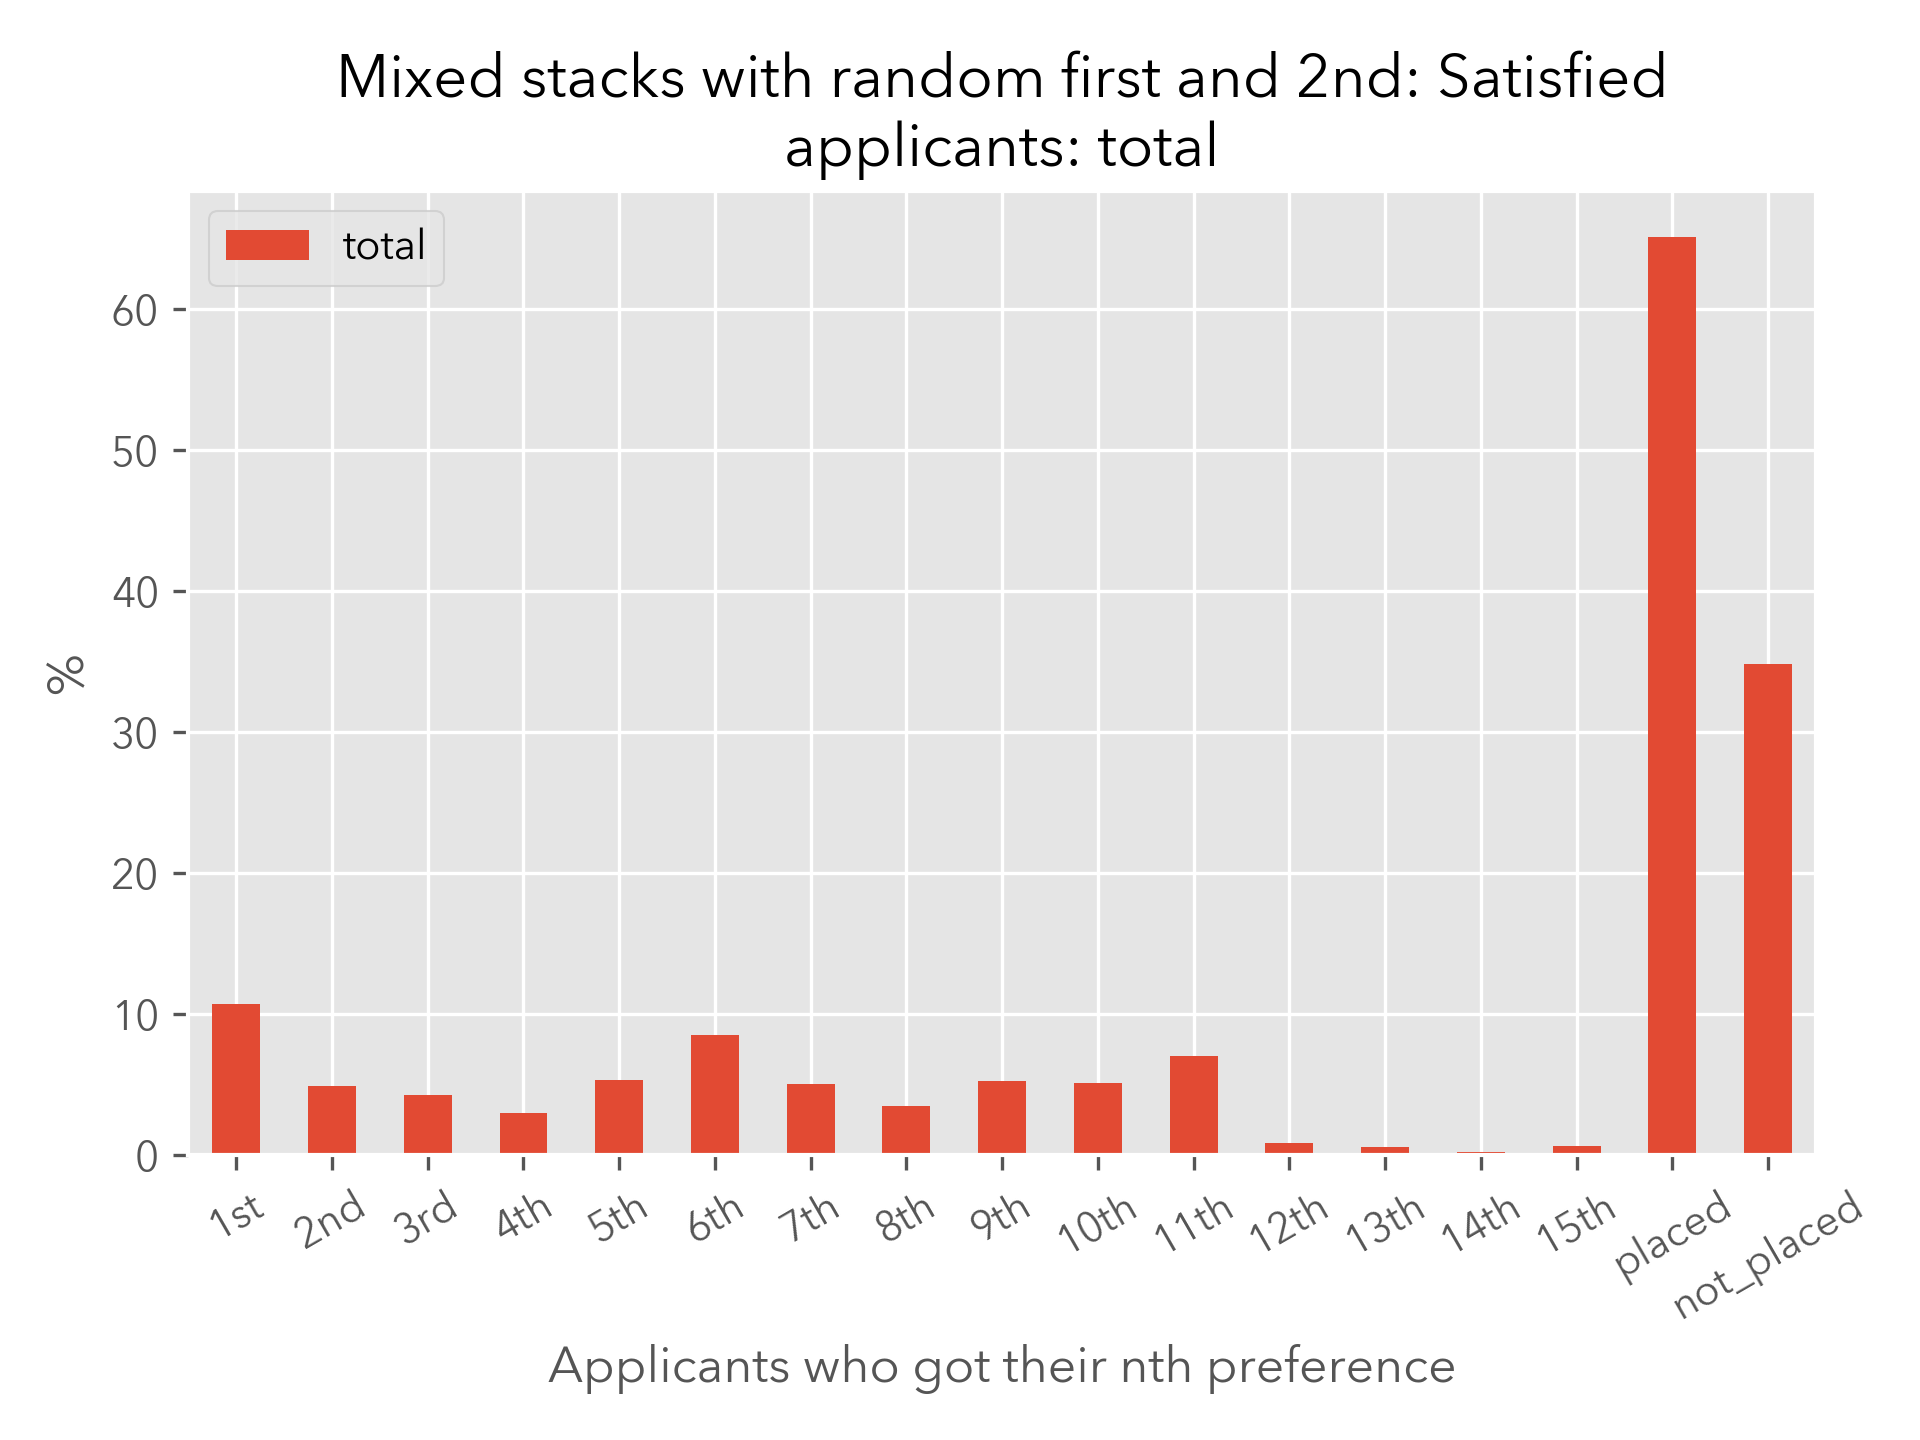 Mixed stacks with random first and 2nd: Satisfied
applicants: total
total
60
50
40
30
20
10
0
%
1st
2nd
3rd
4th
5th
6th
7th
8th
9th
10th
11th
12th
13th
14th
15th
placed
not_placed
Applicants who got their nth preference